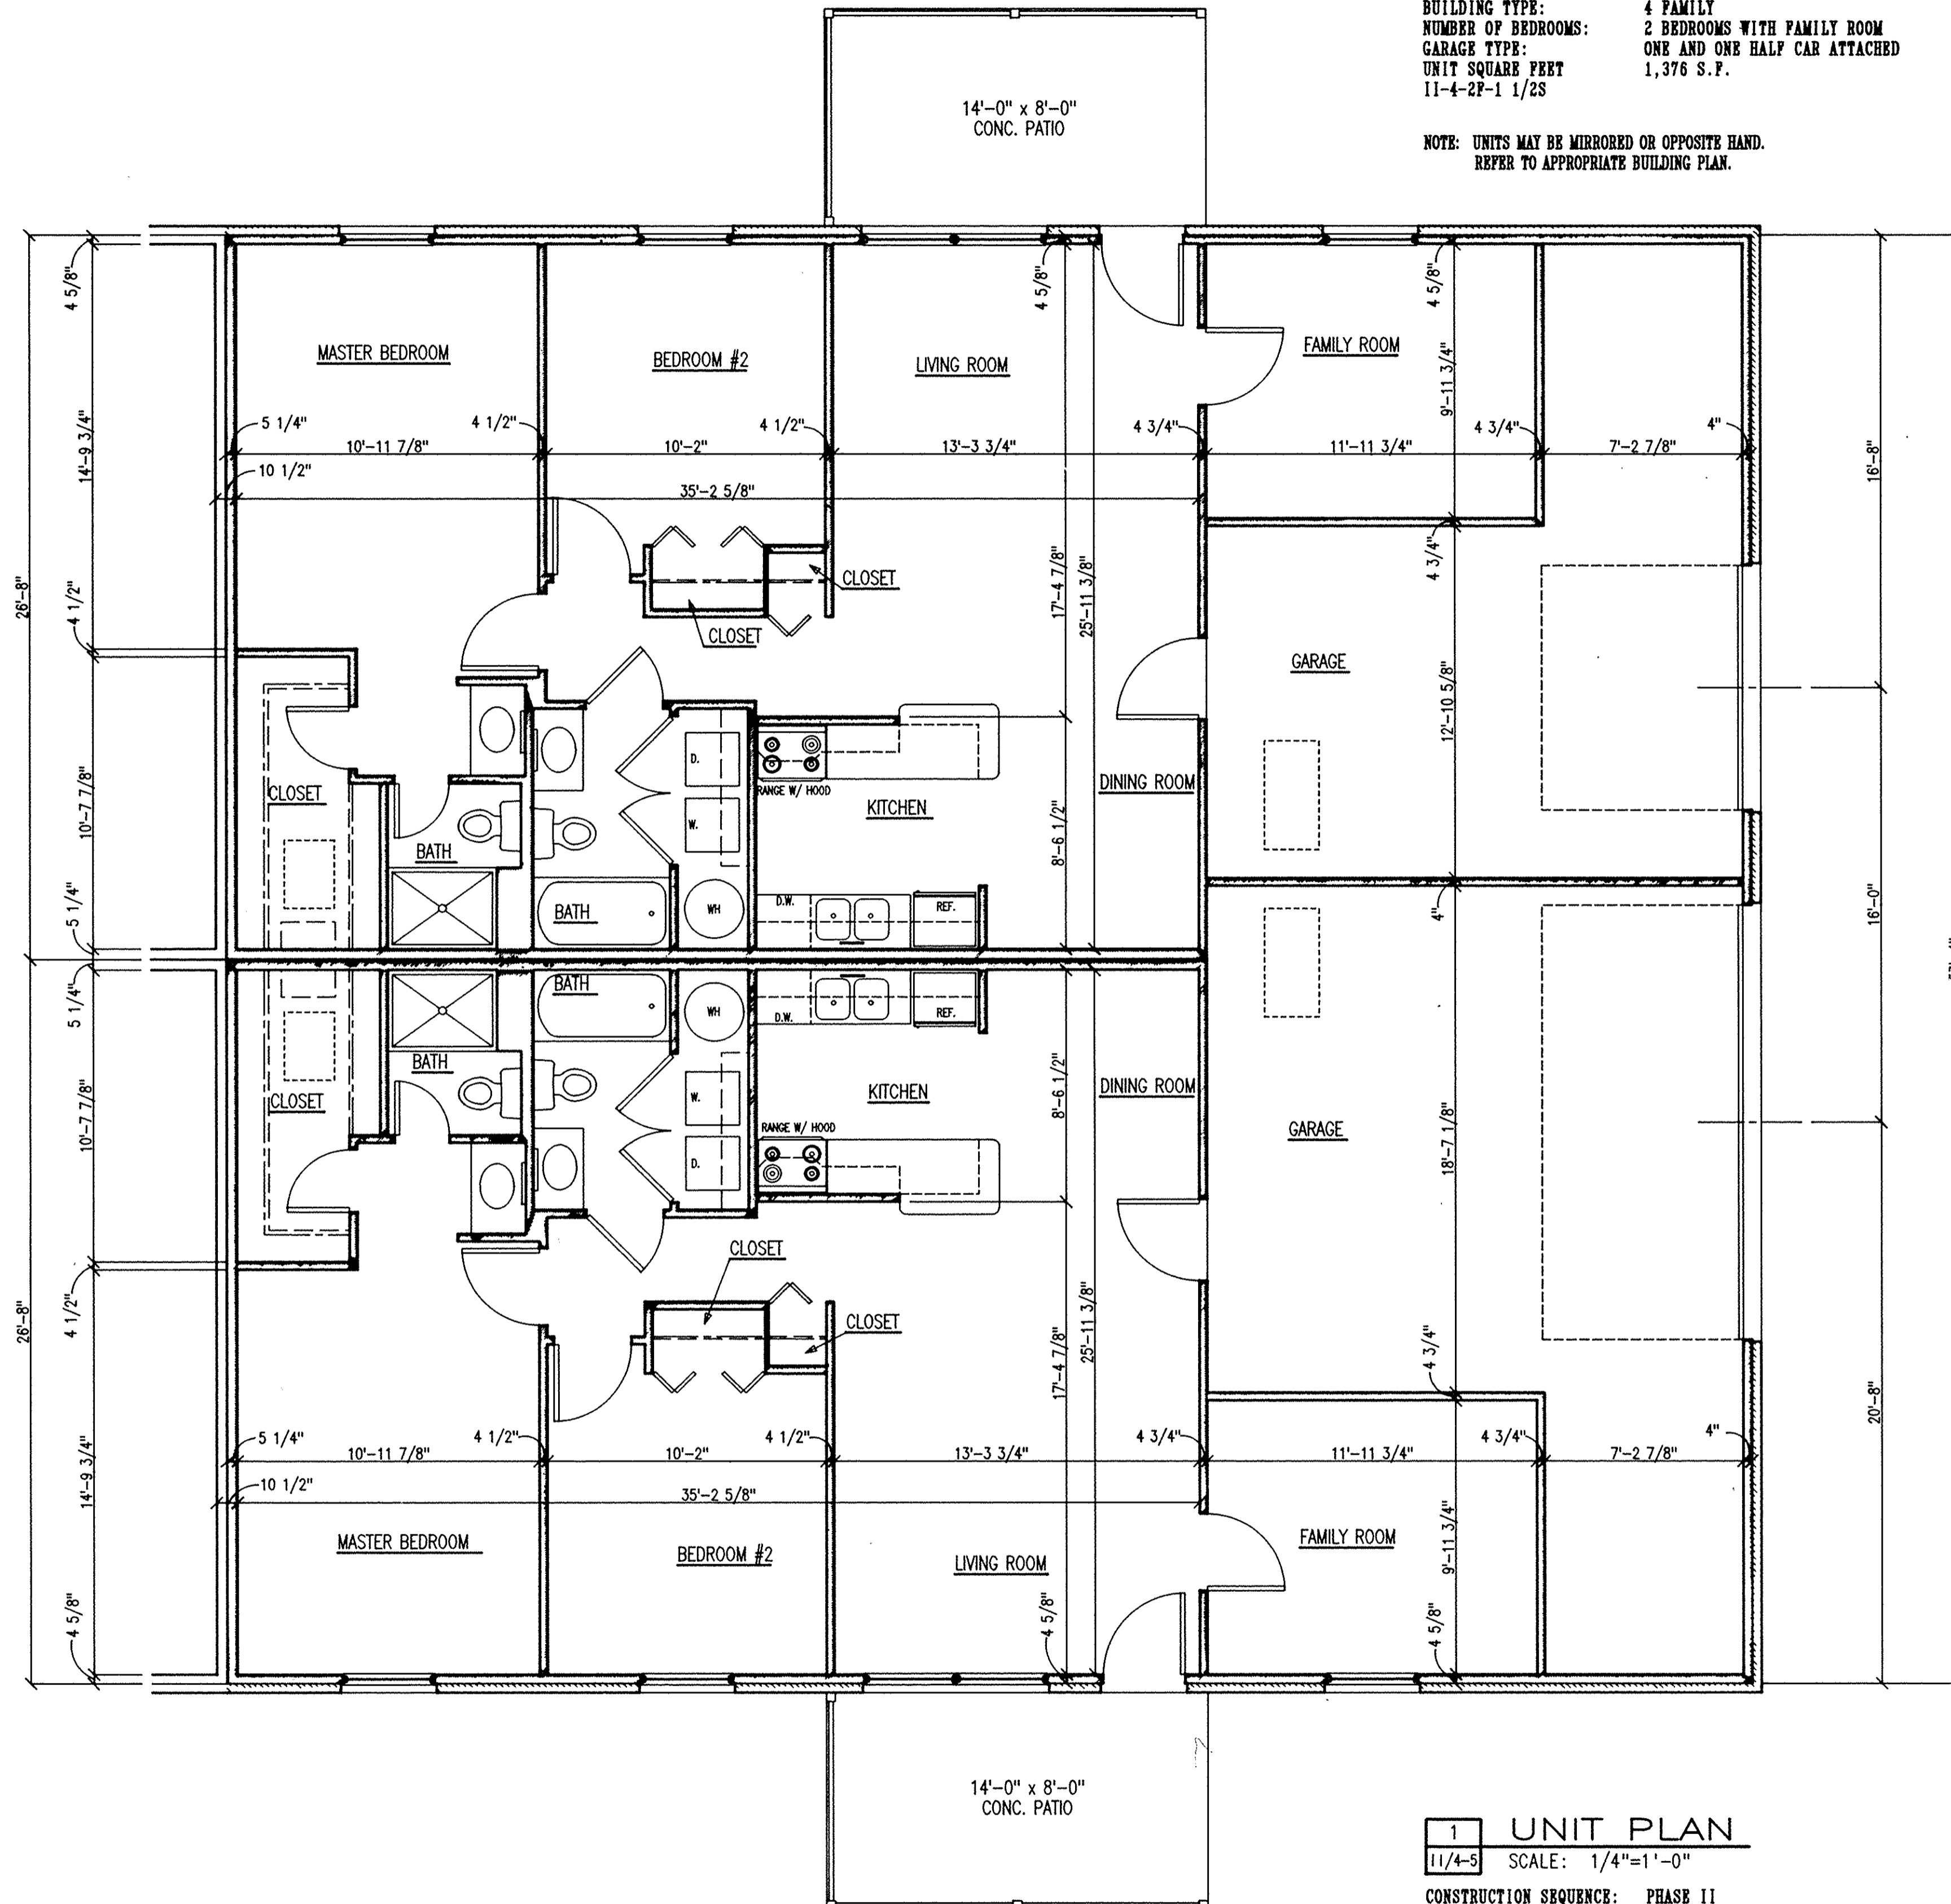 BUILDING TYPE: 4 FAMILY
NUMBER OF BEDROOMS: 2 BEDROOMS WITH FAMILY ROOM
GARAGE TYPE: ONE AND ONE HALF CAR ATTACHED
UNIT SQUARE FEET 1,376 S.F.
II-4-2F-1 1/2S
NOTE: UNITS MAY BE MIRRORED OR OPPOSITE HAND.
REFER TO APPROPRIATE BUILDING PLAN.
14'-0" x 8'-0"
CONC. PATIO
4 5/8"
4 5/8"
4 5/8"
MASTER BEDROOM
BEDROOM #2
LIVING ROOM
FAMILY ROOM
9'-11 3/4"
14'-9 3/4"
5 1/4"
4 1/2"
4 1/2"
4 3/4"
4 3/4"
4"
10'-11 7/8"
10'-2"
13'-3 3/4"
11'-11 3/4"
7'-2 7/8"
16'-8"
10 1/2"
35'-2 5/8"
4 3/4"
CLOSET
17'-4 7/8"
25'-11 3/8"
26'-8"
4 1/2"
CLOSET
GARAGE
12'-10 5/8"
D.
RANGE W/ HOOD
DINING ROOM
CLOSET
KITCHEN
10'-7 7/8"
W.
8'-6 1/2"
BATH
5 1/4"
BATH
WH
D.W.
REF.
4"
16'-0"
5 1/4"
BATH
WH
D.W.
REF.
BATH
CLOSET
W.
KITCHEN
DINING ROOM
8'-6 1/2"
10'-7 7/8"
RANGE W/ HOOD
D.
GARAGE
18'-7 1/8"
CLOSET
4 1/2"
26'-8"
CLOSET
17'-4 7/8"
25'-11 3/8"
4 3/4"
20'-8"
5 1/4"
4 1/2"
4 1/2"
4 3/4"
4 3/4"
4"
10'-11 7/8"
10'-2"
13'-3 3/4"
11'-11 3/4"
7'-2 7/8"
14'-9 3/4"
10 1/2"
35'-2 5/8"
MASTER BEDROOM
BEDROOM #2
LIVING ROOM
FAMILY ROOM
9'-11 3/4"
4 5/8"
4 5/8"
4 5/8"
14'-0" x 8'-0"
CONC. PATIO
1 UNIT PLAN
II/4-5 SCALE: 1/4"=1'-0"
CONSTRUCTION SEQUENCE: PHASE II